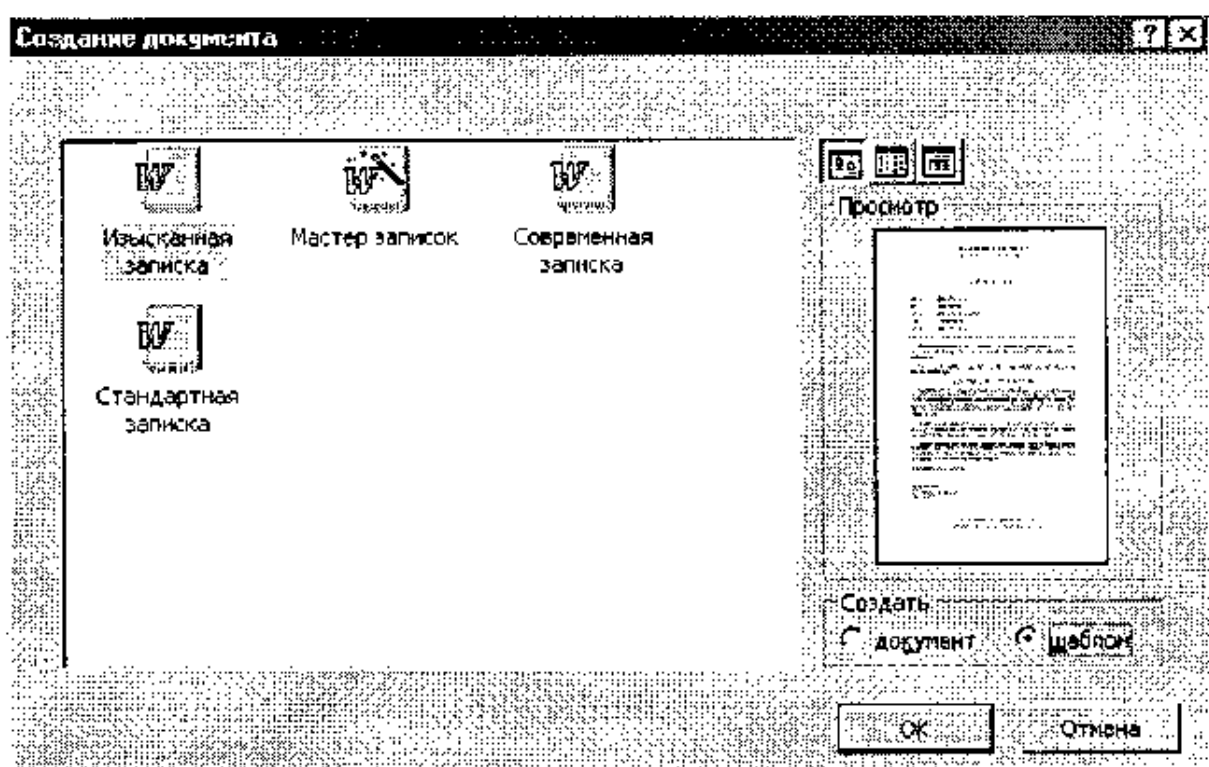 Создание документа
Изысканная
записка
Мастер записок
Современная
записка
Стандартная
записка
Просмотр
Создать
документ
шаблон
ОК
Отмена